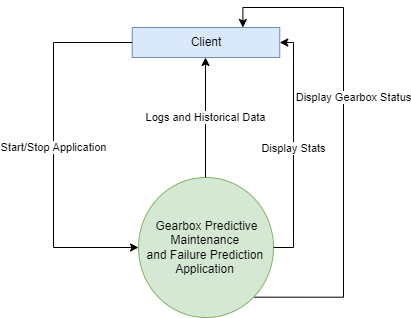 Client
Display Gearbox Status
Logs and Historical Data
Start/Stop Application
Display Stats
Gearbox Predictive
Maintenance
and Failure Prediction
Application